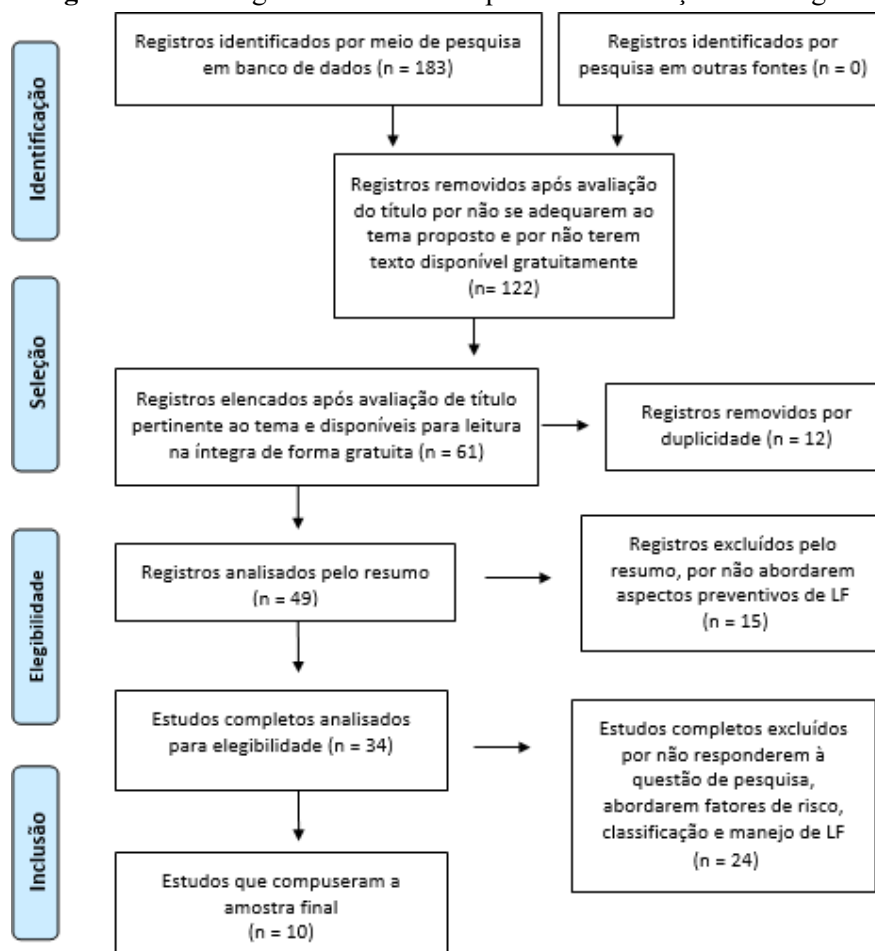 Registros identificados por meio de pesquisa
em banco de dados (n = 183)
Registros identificados por
pesquisa em outras fontes (n = 0)
Identificação
Registros removidos após avaliação
do título por não se adequarem ao
tema proposto e por não terem
texto disponível gratuitamente
(n= 122)
Seleção
Registros elencados após avaliação de título
pertinente ao tema e disponíveis para leitura
na íntegra de forma gratuita (n = 61)
Registros removidos por
duplicidade (n = 12)
Elegibilidade
Registros analisados pelo resumo
(n = 49)
Registros excluídos pelo
resumo, por não abordarem
aspectos preventivos de LF
(n = 15)
Estudos completos analisados
para elegibilidade (n = 34)
Estudos completos excluídos
por não responderem à
questão de pesquisa,
abordarem fatores de risco,
classificação e manejo de LF
(n = 24)
Inclusão
Estudos que compuseram a
amostra final
(n = 10)